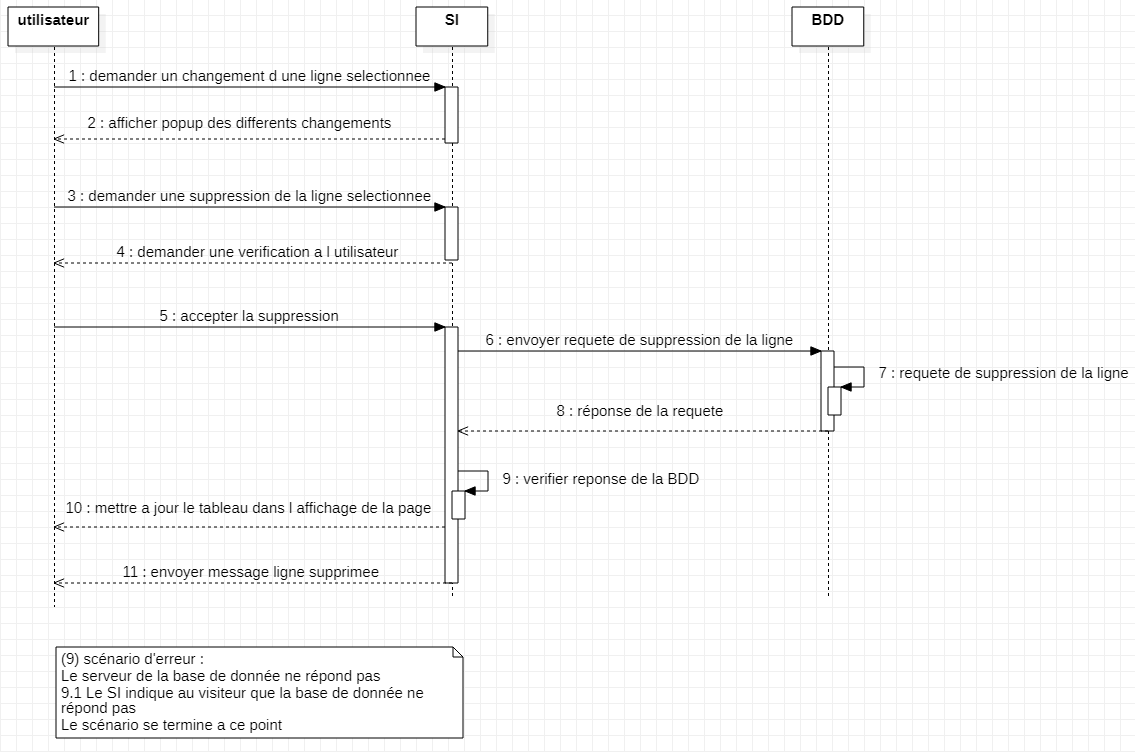 utilisateur
SI
BDD
1 : demander un changement d une ligne selectionnee
2 : afficher popup des differents changements
3 : demander une suppression de la ligne selectionnee
4 : demander une verification a l utilisateur
5 : accepter la suppression
6 : envoyer requete de suppression de la ligne
7 : requete de suppression de la ligne
8 : réponse de la requete
9 : verifier reponse de la BDD
10 : mettre a jour le tableau dans l affichage de la page
11 : envoyer message ligne supprimee
(9) scénario d'erreur :
Le serveur de la base de donnée ne répond pas
9.1 Le SI indique au visiteur que la base de donnée ne
répond pas
Le scénario se termine a ce point